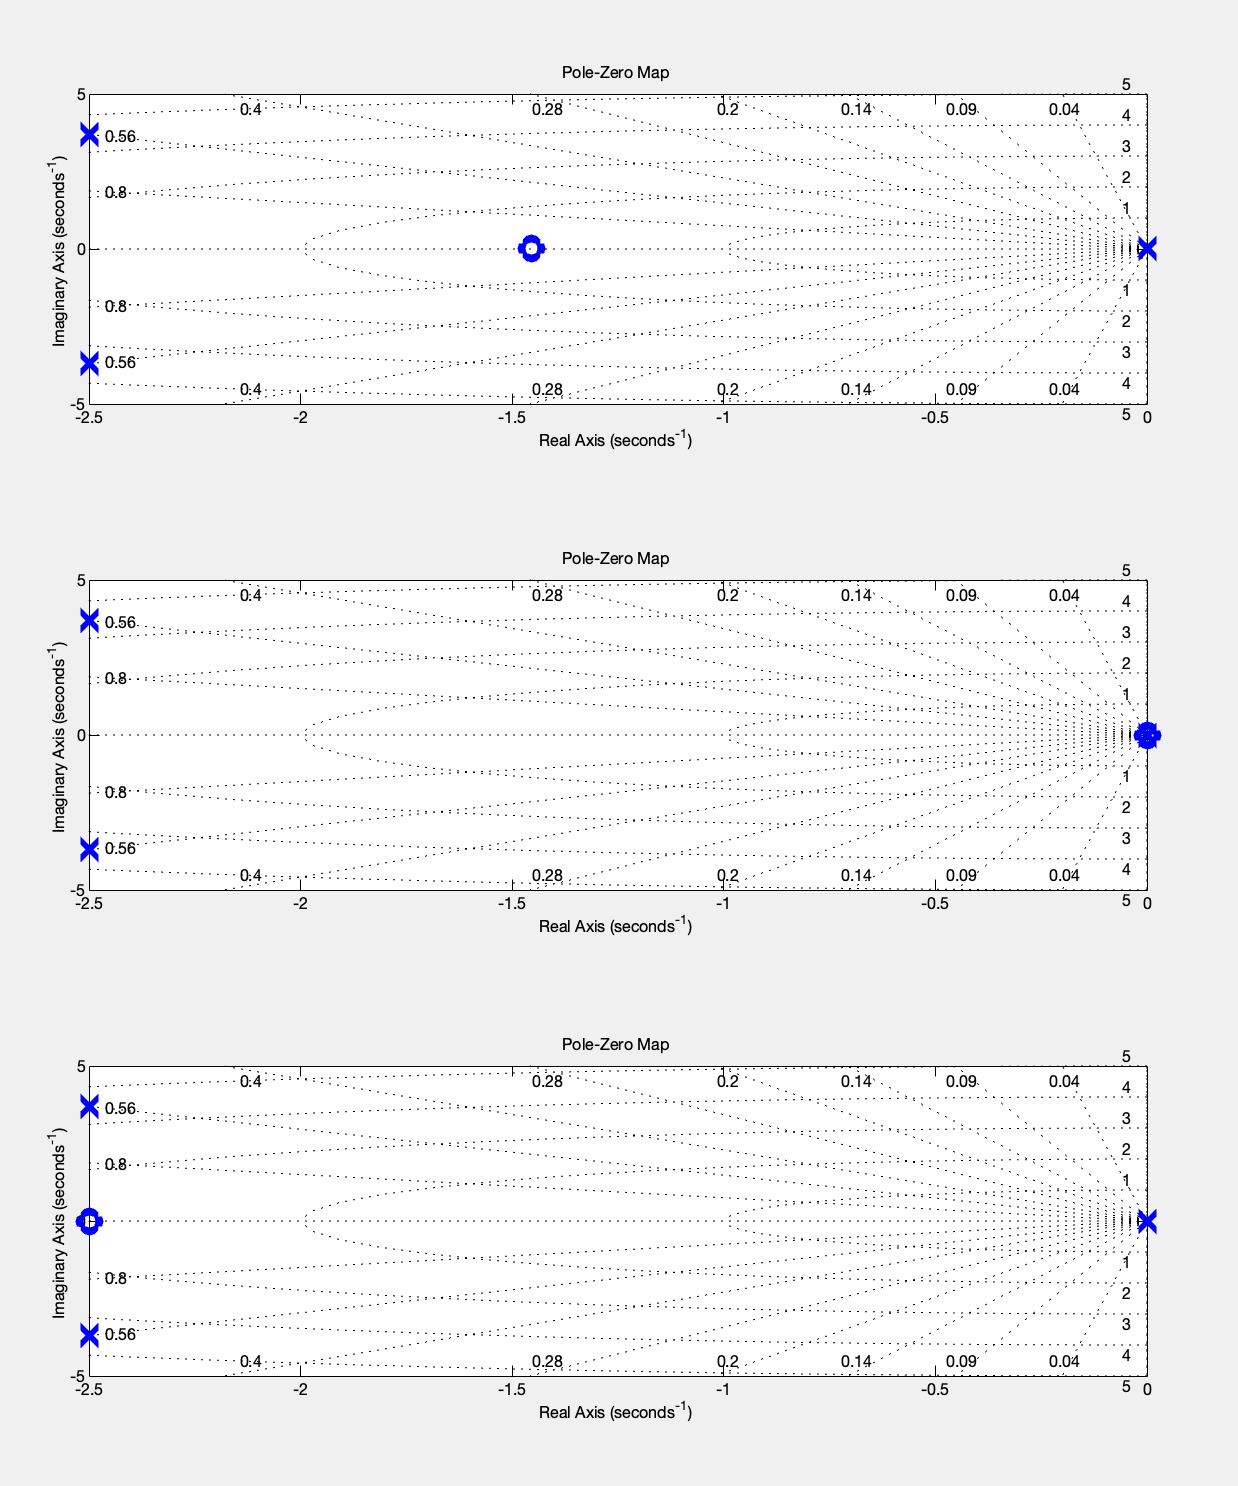 Pole-Zero Map
5
5 0.4 0.28 0.2 0.14 0.09 0.04 4
0.56 3
0.8 2
1
0
0.8 1
0.56 2
3
0.4 0.28 0.2 0.14 0.09 0.04 4
-5 5
-2.5 -2 -1.5 -1 -0.5 0
Real Axis (seconds-1)
Imaginary Axis (seconds-1)
Pole-Zero Map
5
5 0.4 0.28 0.2 0.14 0.09 0.04 4
0.56 3
0.8 2
1
0
0.8 1
0.56 2
3
0.4 0.28 0.2 0.14 0.09 0.04 4
-5 5
-2.5 -2 -1.5 -1 -0.5 0
Real Axis (seconds-1)
Imaginary Axis (seconds-1)
Pole-Zero Map
5
5 0.4 0.28 0.2 0.14 0.09 0.04 4
0.56 3
0.8 2
1
0
0.8 1
0.56 2
3
0.4 0.28 0.2 0.14 0.09 0.04 4
-5 5
-2.5 -2 -1.5 -1 -0.5 0
Real Axis (seconds-1)
Imaginary Axis (seconds-1)